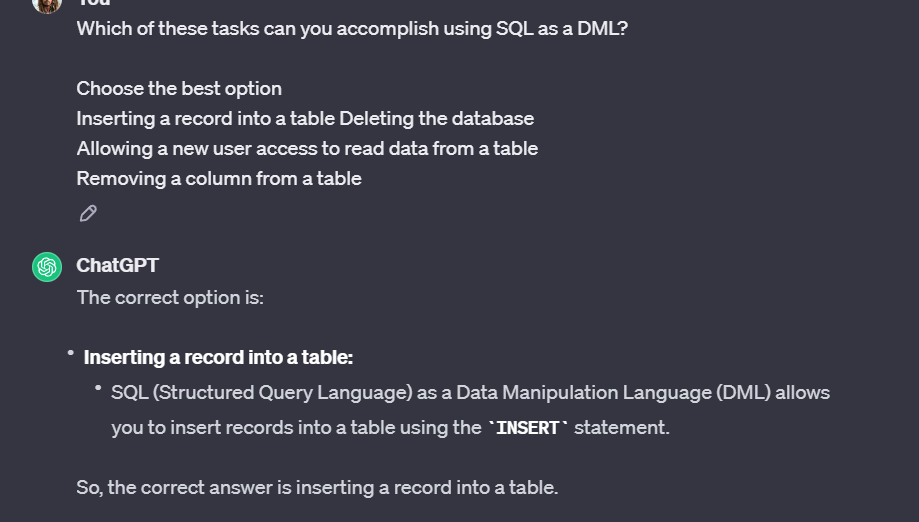 You
Which of these tasks can you accomplish using SQL as a DML?
Choose the best option
Inserting a record into a table Deleting the database
Allowing a new user access to read data from a table
Removing a column from a table
ChatGPT
The correct option is:
• Inserting a record into a table:
• SQL (Structured Query Language) as a Data Manipulation Language (DML) allows
you to insert records into a table using the `INSERT` statement.
So, the correct answer is inserting a record into a table.